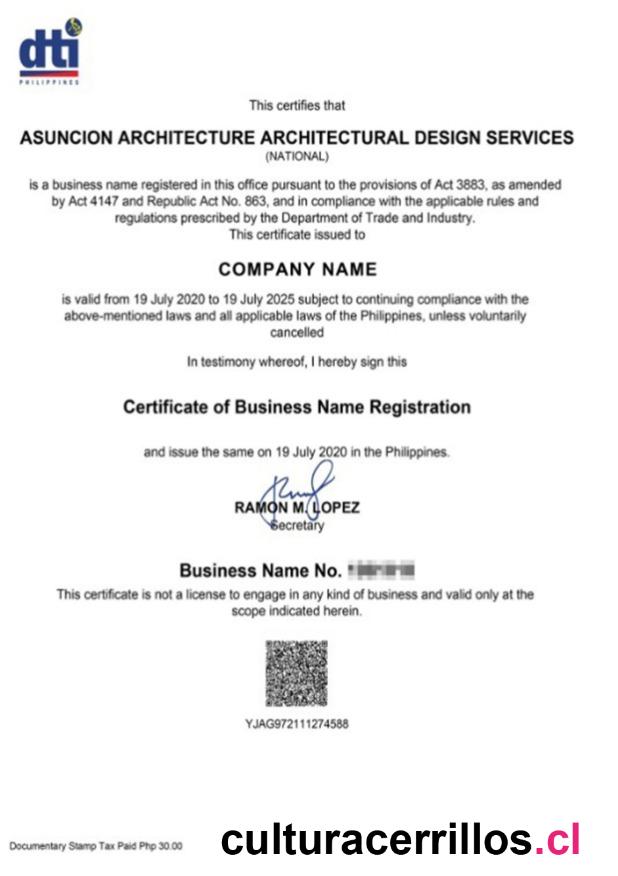 dti
PHILIPPINES
This certifies that
ASUNCION ARCHITECTURE ARCHITECTURAL DESIGN SERVICES
(NATIONAL)
is a business name registered in this office pursuant to the provisions of Act 3883, as amended
by Act 4147 and Republic Act No. 863, and in compliance with the applicable rules and
regulations prescribed by the Department of Trade and Industry.
This certificate issued to
COMPANY NAME
is valid from 19 July 2020 to 19 July 2025 subject to continuing compliance with the
above-mentioned laws and all applicable laws of the Philippines, unless voluntarily
cancelled
In testimony whereof, I hereby sign this
Certificate of Business Name Registration
and issue the same on 19 July 2020 in the Philippines.
RAMON M. LOPEZ
Secretary
Business Name No.
This certificate is not a license to engage in any kind of business and valid only at the
scope indicated herein.
YJAG972111274588
Documentary Stamp Tax Paid Php 30.00
culturacerrillos.cl